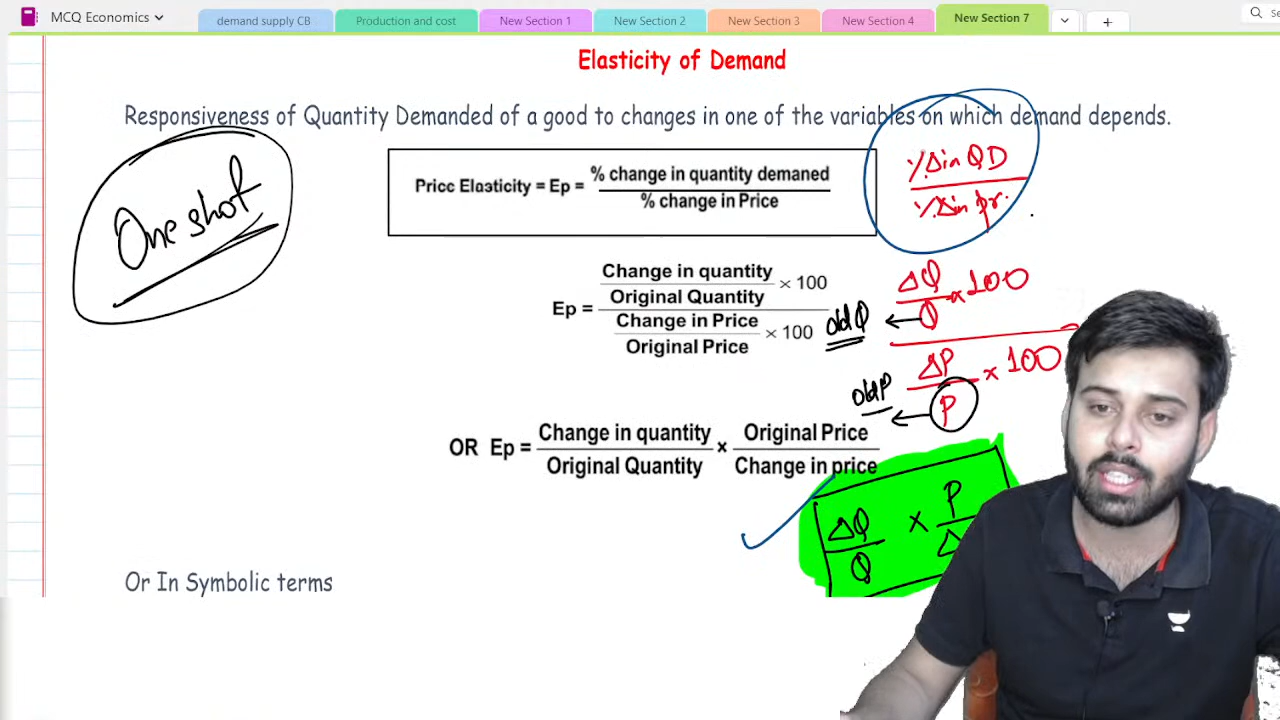 MCQ Economics
demand supply CB
Production and cost
New Section 1
New Section 2
New Section 3
New Section 4
New Section 7
+
Elasticity of Demand
Responsiveness of Quantity Demanded of a good to changes in one of the variables on which demand depends.
One shot
Price Elasticity = Ep = % change in quantity demaned
% change in Price
%Δin QD
%Δin pr.
Ep = Change in quantity × 100
Original Quantity
Change in Price × 100
Original Price
ΔQ × 100
Q
old Q
ΔP × 100
P
old P
OR Ep = Change in quantity × Original Price
Original Quantity Change in price
ΔQ × P
Q Δ
Or In Symbolic terms